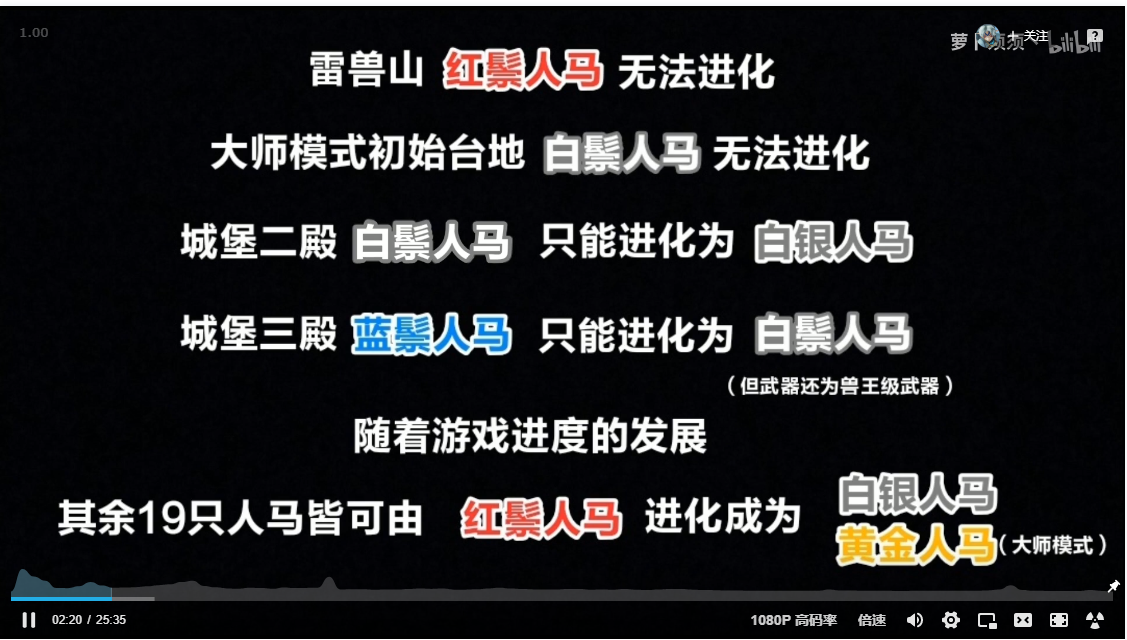 1.00
+ 关注
bilibili
雷兽山 红鬃人马 无法进化
大师模式初始台地 白鬃人马 无法进化
城堡二殿 白鬃人马 只能进化为 白银人马
城堡三殿 蓝鬃人马 只能进化为 白鬃人马
（但武器还为兽王级武器）
随着游戏进度的发展
其余19只人马皆可由 红鬃人马 进化成为 白银人马
黄金人马（大师模式）
02:20 / 25:35
1080P 高码率
倍速